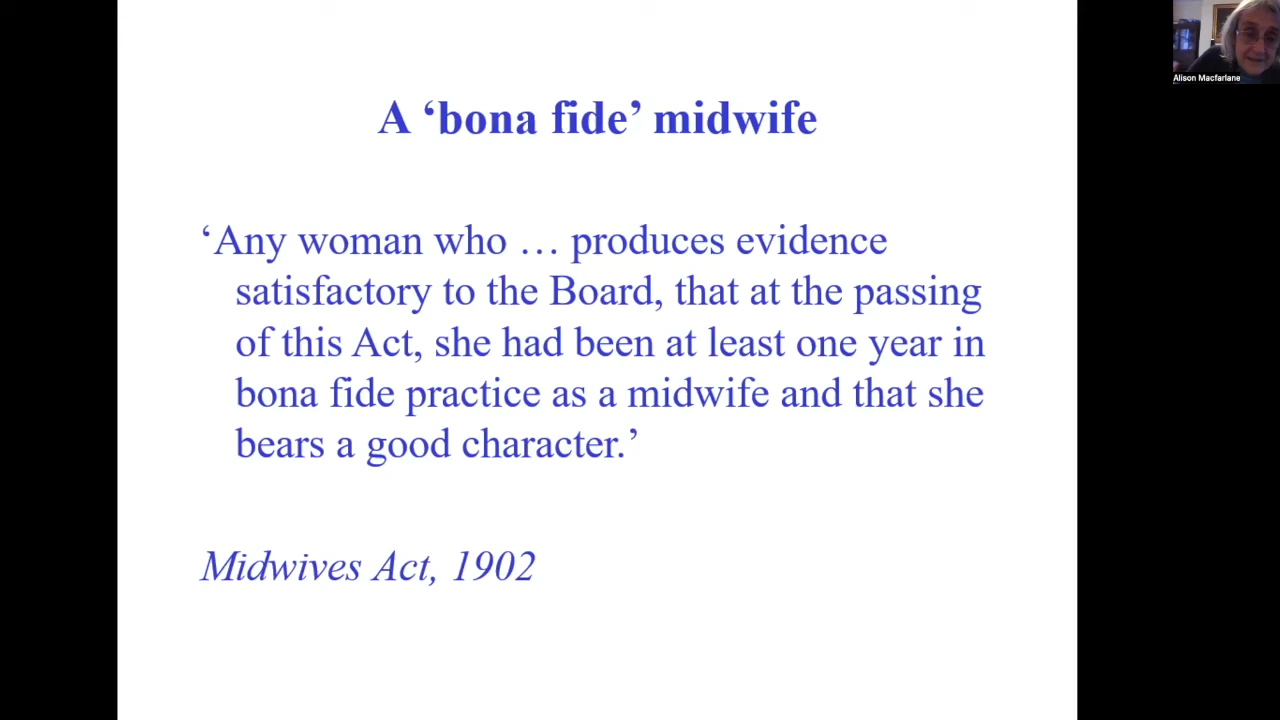 A ‘bona fide’ midwife
‘Any woman who … produces evidence
satisfactory to the Board, that at the passing
of this Act, she had been at least one year in
bona fide practice as a midwife and that she
bears a good character.’
Midwives Act, 1902
Alison Macfarlane